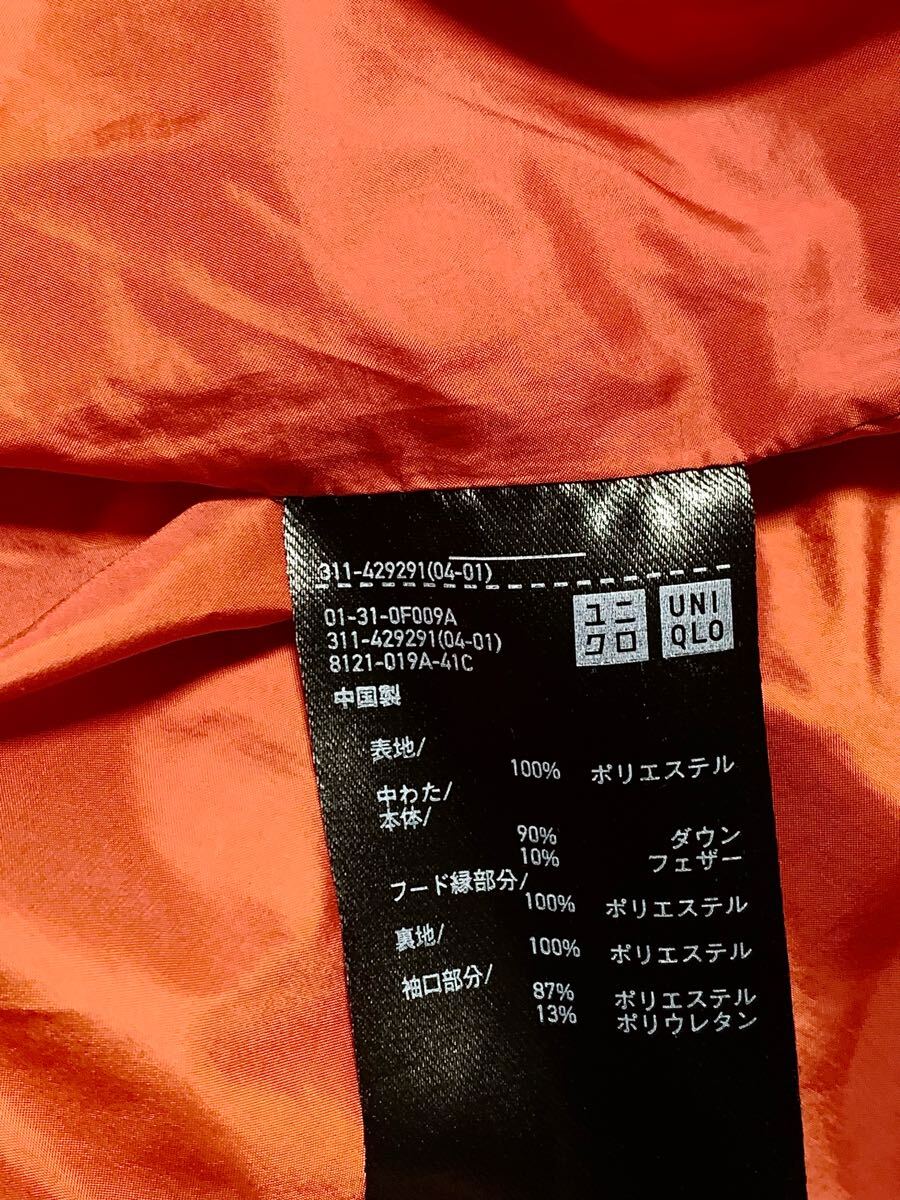 311-429291(04-01)
01-31-0F009A
311-429291(04-01)
8121-019A-41C
中国製
ユニ
クロ
UNI
QLO
表地/
100% ポリエステル
中わた/
本体/
90% ダウン
10% フェザー
フード縁部分/
100% ポリエステル
裏地/
100% ポリエステル
袖口部分/
87% ポリエステル
13% ポリウレタン